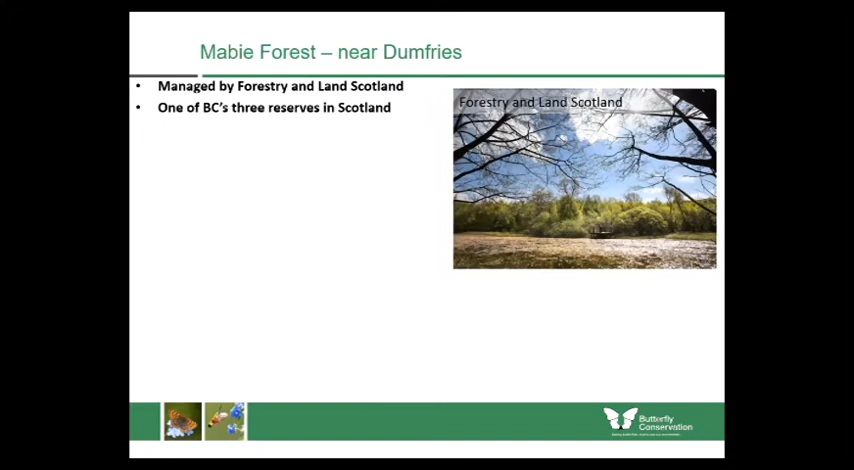 Mabie Forest – near Dumfries
• Managed by Forestry and Land Scotland
• One of BC's three reserves in Scotland
Forestry and Land Scotland
Butterfly
Conservation